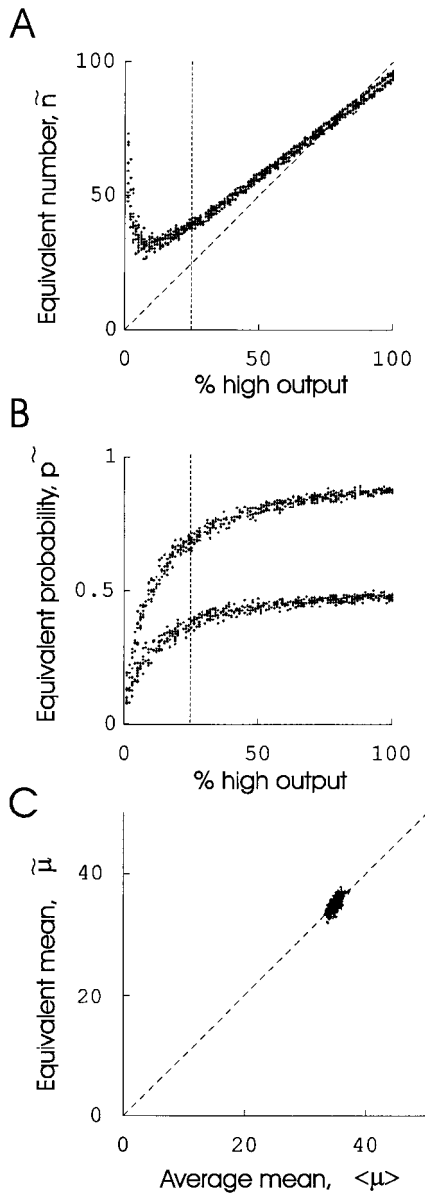 A
Equivalent number, ñ
100
50
0
0 50 100
% high output
B
Equivalent probability, p̃
1
0.5
0
0 50 100
% high output
C
Equivalent mean, μ̃
40
20
0
0 20 40
Average mean, <μ>